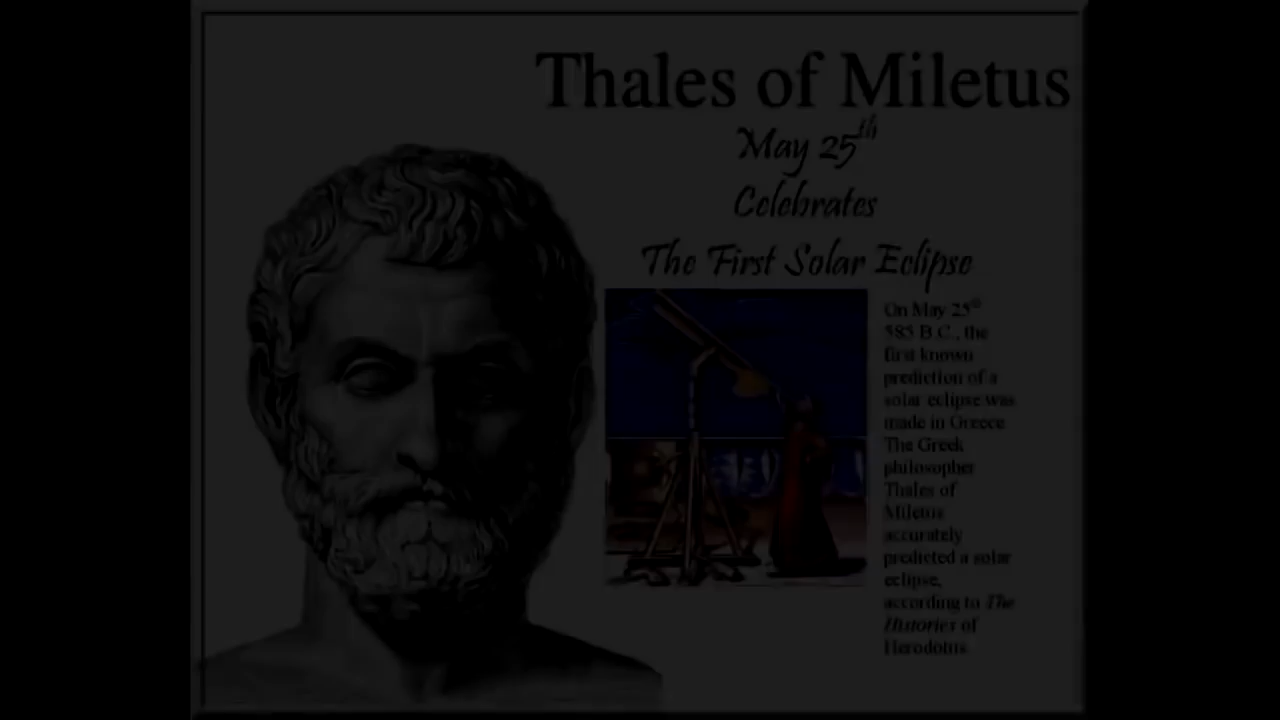 Thales of Miletus
May 25th
Celebrates
The First Solar Eclipse
On May 25th
585 B.C., the
first known
prediction of a
solar eclipse was
made in Greece
The Greek
philosopher
Thales of
Miletus
accurately
predicted a solar
eclipse,
according to The
Histories of
Herodotus